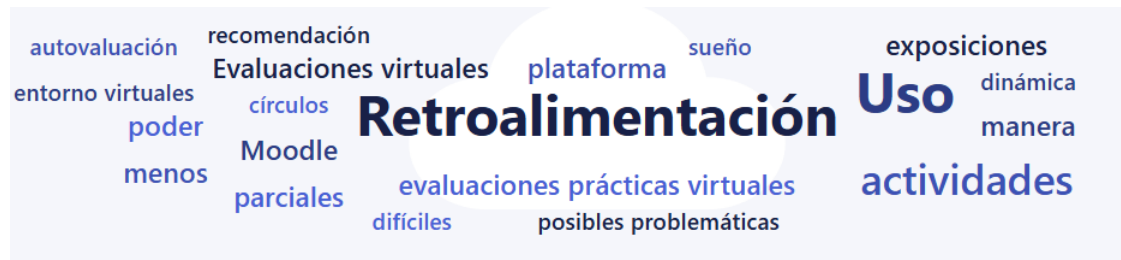 autovaluación
recomendación
sueño
exposiciones
Evaluaciones virtuales
plataforma
Uso
dinámica
entorno virtuales
círculos
Retroalimentación
poder
manera
Moodle
menos
actividades
parciales
evaluaciones prácticas virtuales
difíciles
posibles problemáticas